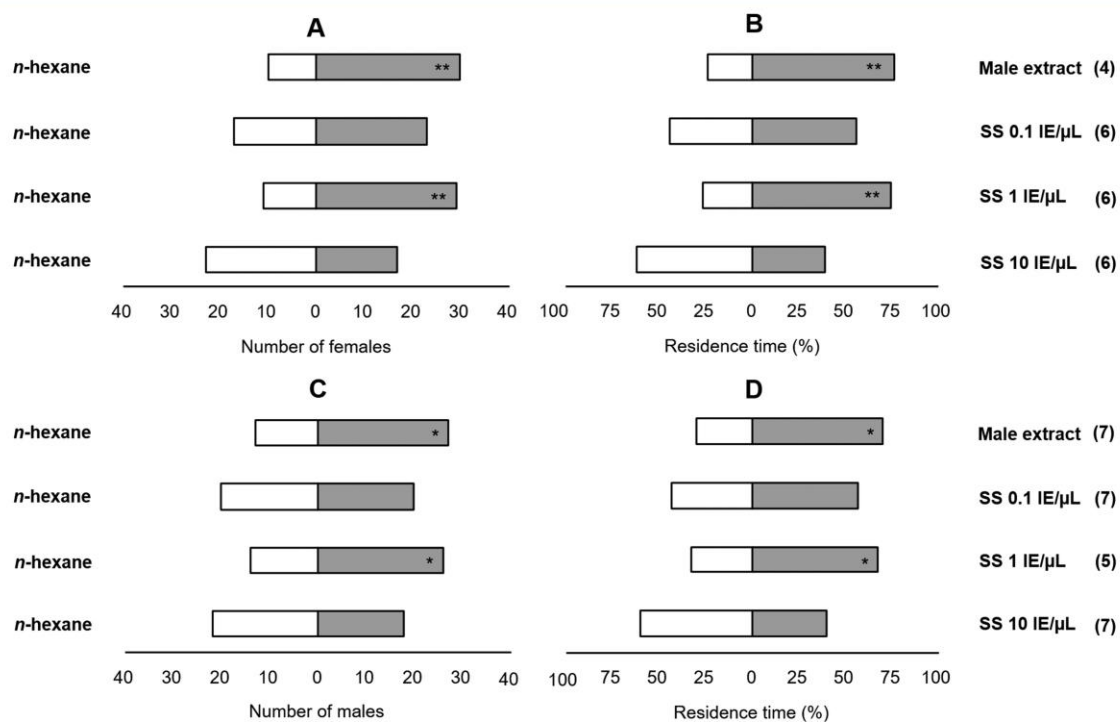 A B
n-hexane ** ** Male extract (4)
n-hexane SS 0.1 IE/µL (6)
n-hexane ** ** SS 1 IE/µL (6)
n-hexane SS 10 IE/µL (6)
40 30 20 10 0 10 20 30 40 100 75 50 25 0 25 50 75 100
Number of females Residence time (%)
C D
n-hexane * * Male extract (7)
n-hexane SS 0.1 IE/µL (7)
n-hexane * * SS 1 IE/µL (5)
n-hexane SS 10 IE/µL (7)
40 30 20 10 0 10 20 30 40 100 75 50 25 0 25 50 75 100
Number of males Residence time (%)